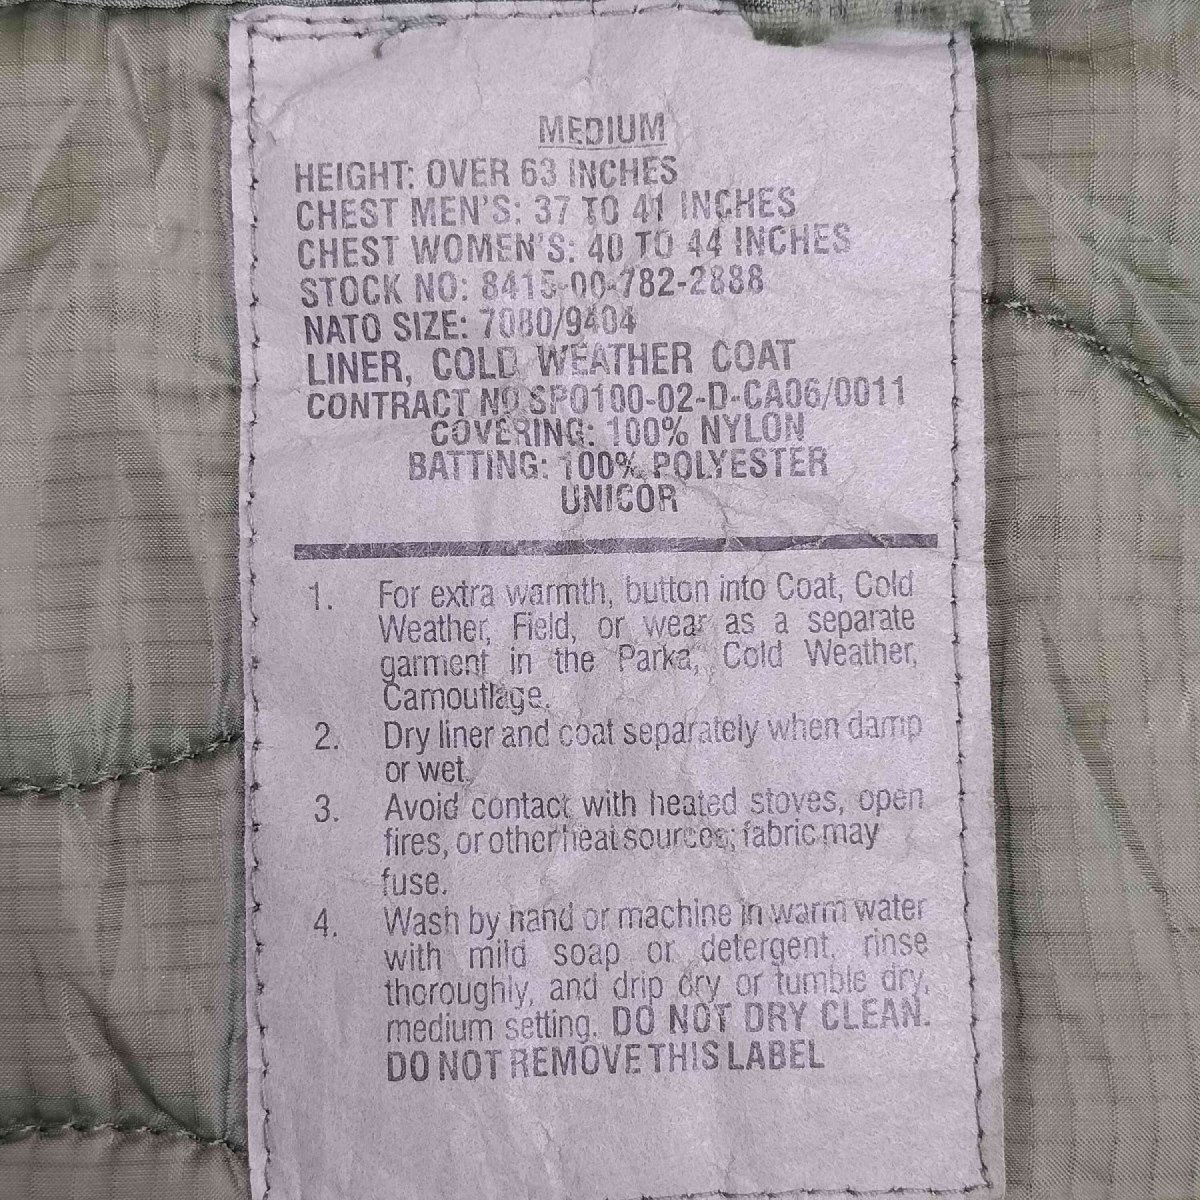 MEDIUM
HEIGHT: OVER 63 INCHES
CHEST MEN'S: 37 TO 41 INCHES
CHEST WOMEN'S: 40 TO 44 INCHES
STOCK NO: 8415-00-782-2888
NATO SIZE: 7080/9404
LINER, COLD WEATHER COAT
CONTRACT NO SPO100-02-D-CA06/0011
COVERING: 100% NYLON
BATTING: 100% POLYESTER
UNICOR
1. For extra warmth, button into Coat, Cold
Weather, Field, or wear as a separate
garment in the Parka, Cold Weather,
Camouflage.
2. Dry liner and coat separately when damp
or wet.
3. Avoid contact with heated stoves, open
fires, or other heat sources; fabric may
fuse.
4. Wash by hand or machine in warm water
with mild soap or detergent, rinse
thoroughly, and drip dry or tumble dry,
medium setting. DO NOT DRY CLEAN.
DO NOT REMOVE THIS LABEL